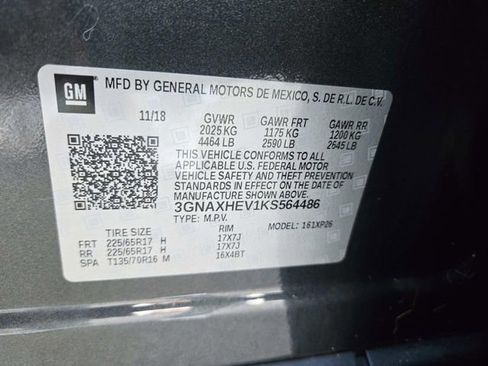 GM
MFD BY GENERAL MOTORS DE MEXICO, S. DE R.L. DE C.V.
11/18 GVWR GAWR FRT GAWR RR
2025 KG 1175 KG 1200 KG
4464 LB 2590 LB 2645 LB
THIS VEHICLE CONFORMS TO ALL
APPLICABLE U.S. FEDERAL MOTOR
VEHICLE SAFETY AND THEFT PREVENTION
STANDARDS IN EFFECT ON THE DATE OF
MANUFACTURE SHOWN ABOVE.
3GNAXHEV1KS564486
TYPE: M.P.V. MODEL: 161XP26
TIRE SIZE RIM
FRT 225/65R17 H 17X7J
RR 225/65R17 H 17X7J
SPA T135/70R16 M 16X4BT